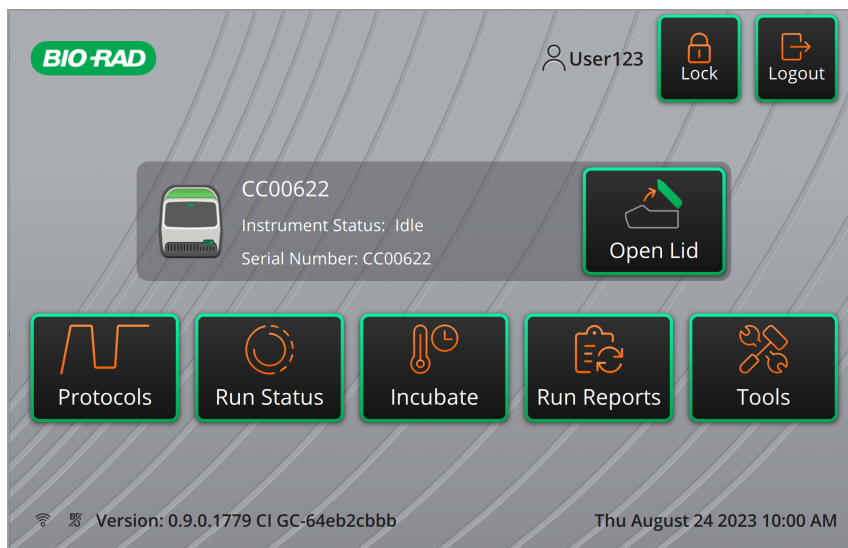 BIO-RAD
User123
Lock
Logout
CC00622
Instrument Status: Idle
Serial Number: CC00622
Open Lid
Protocols
Run Status
Incubate
Run Reports
Tools
Version: 0.9.0.1779 CI GC-64eb2cbbb
Thu August 24 2023 10:00 AM